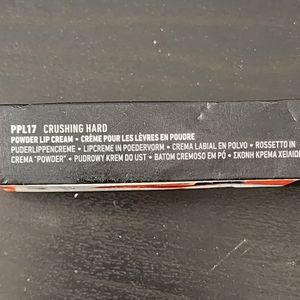 PPL17 CRUSHING HARD
POWDER LIP CREAM • CRÈME POUR LES LÈVRES EN POUDRE
PUDERLIPPENCREME • LIPCREME IN POEDERVORM • CREMA LABIAL EN POLVO • ROSSETTO IN
CREMA "POWDER" • PUDROWY KREM DO UST • BATOM CREMOSO EM PÓ • ΣΚΟΝΗ ΚΡΕΜΑ ΧΕΙΛΙΩΝ